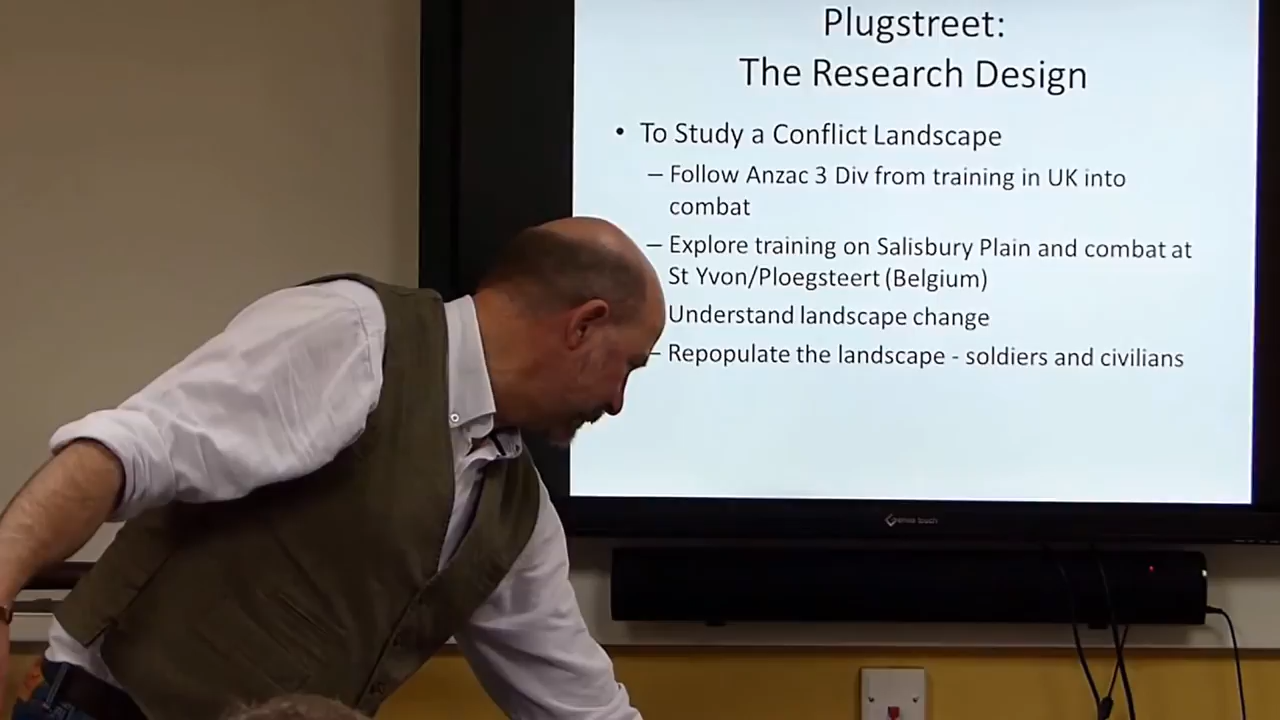 Plugstreet:
The Research Design
• To Study a Conflict Landscape
– Follow Anzac 3 Div from training in UK into
combat
– Explore training on Salisbury Plain and combat at
St Yvon/Ploegsteert (Belgium)
Understand landscape change
– Repopulate the landscape - soldiers and civilians
touch